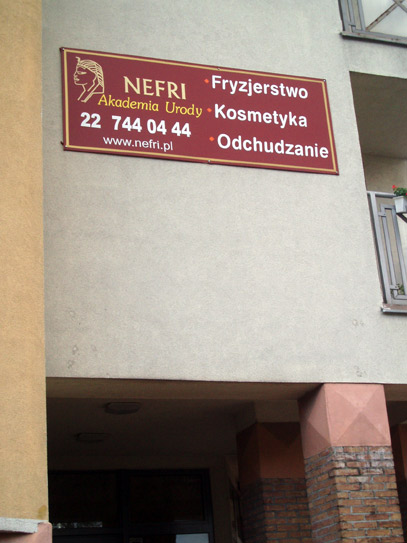 NEFRI
Akademia Urody
22 744 04 44
www.nefri.pl
• Fryzjerstwo
• Kosmetyka
• Odchudzanie